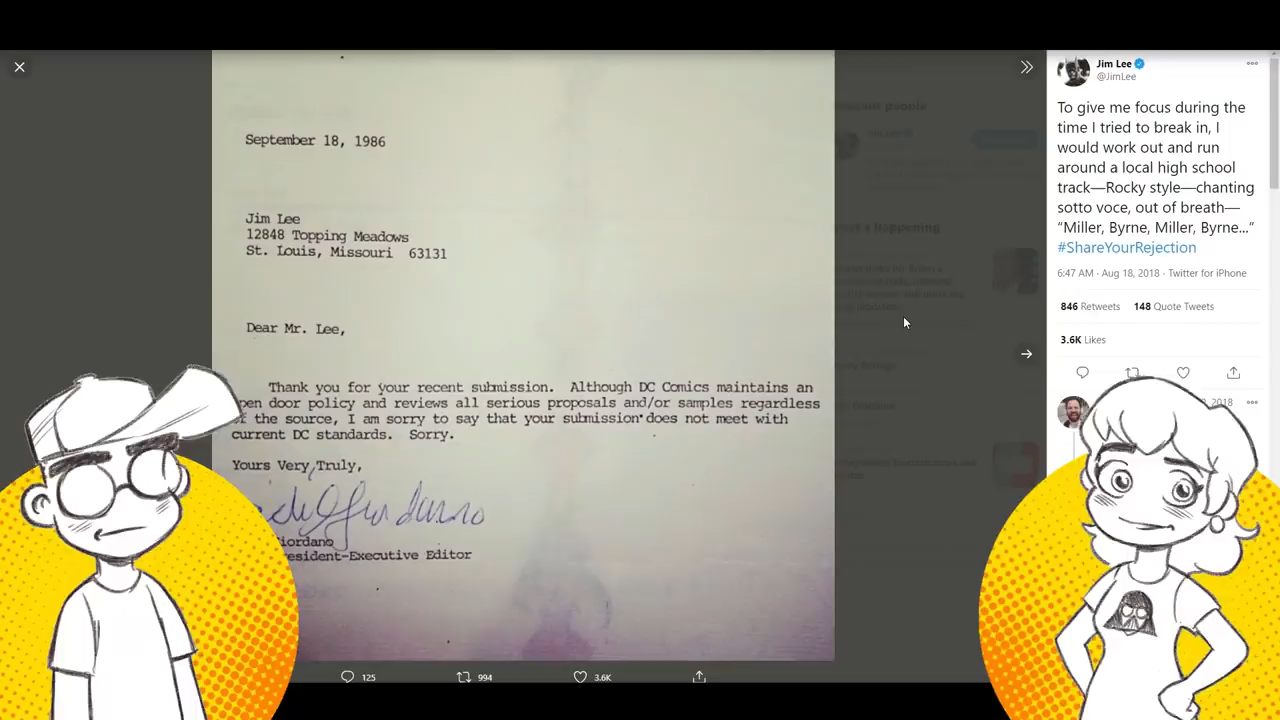 September 18, 1986
Jim Lee
12848 Topping Meadows
St. Louis, Missouri 63131
Dear Mr. Lee,
Thank you for your recent submission. Although DC Comics maintains an
pen door policy and reviews all serious proposals and/or samples regardless
f the source, I am sorry to say that your submission does not meet with
current DC standards. Sorry.
Yours Very Truly,
iordano
resident-Executive Editor
125
994
3.6K
Jim Lee
@JimLee
To give me focus during the
time I tried to break in, I
would work out and run
around a local high school
track—Rocky style—chanting
sotto voce, out of breath—
“Miller, Byrne, Miller, Byrne...”
#ShareYourRejection
6:47 AM · Aug 18, 2018 · Twitter for iPhone
846 Retweets 148 Quote Tweets
3.6K Likes
2018